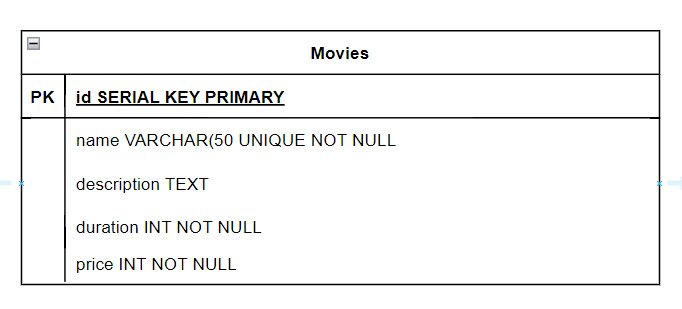 Movies
PK id SERIAL KEY PRIMARY
name VARCHAR(50 UNIQUE NOT NULL
description TEXT
duration INT NOT NULL
price INT NOT NULL